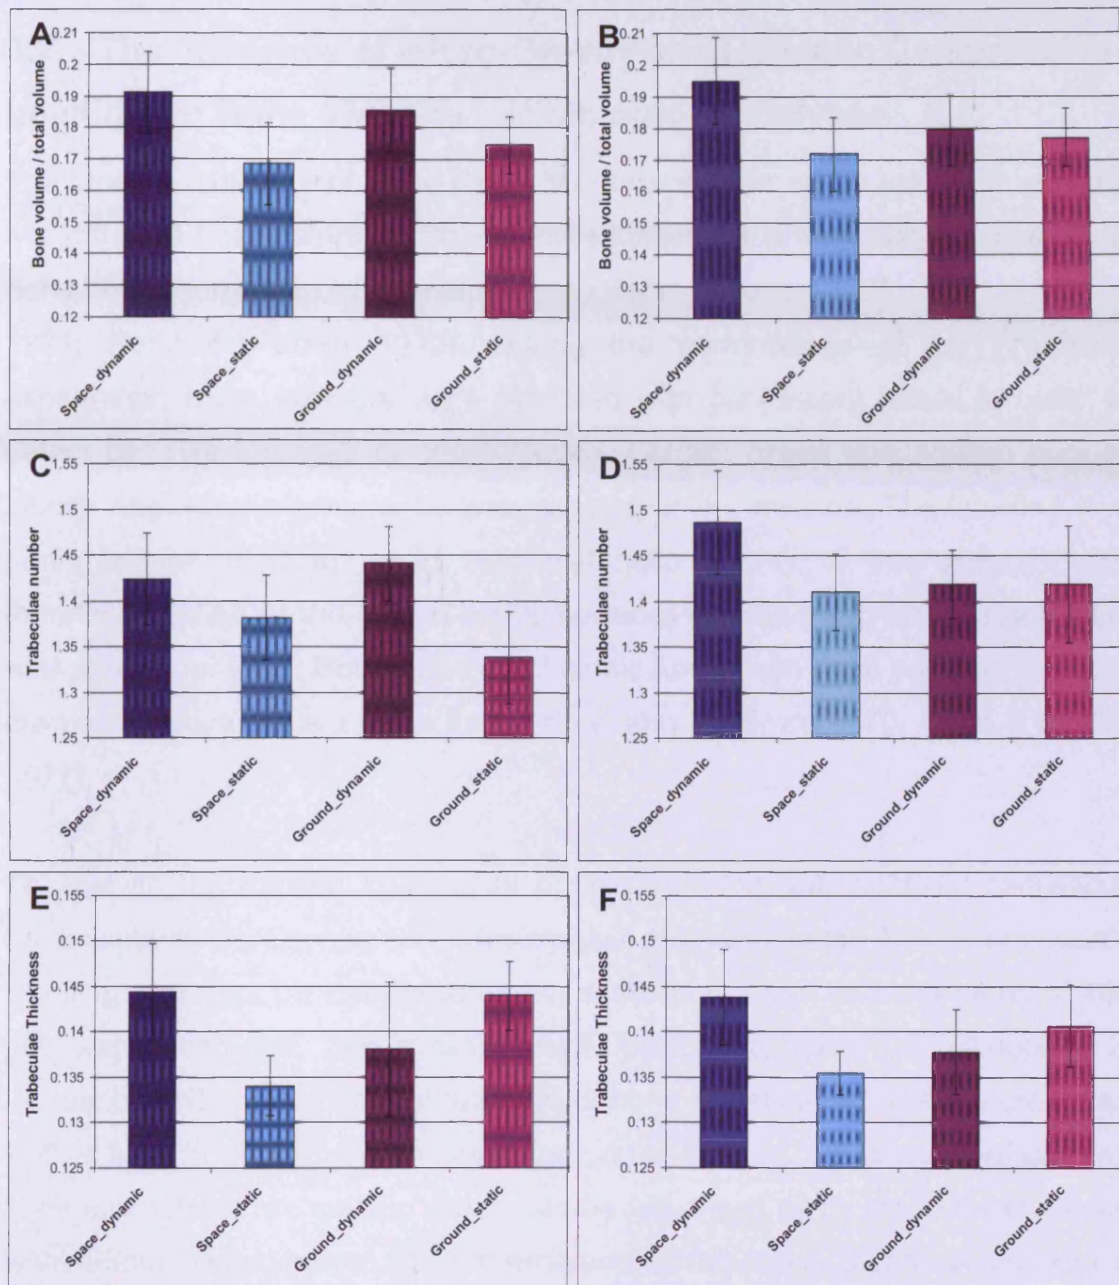 A
Bone volume / total volume
0.21
0.2
0.19
0.18
0.17
0.16
0.15
0.14
0.13
0.12
Space_dynamic
Space_static
Ground_dynamic
Ground_static
B
Bone volume / total volume
0.21
0.2
0.19
0.18
0.17
0.16
0.15
0.14
0.13
0.12
Space_dynamic
Space_static
Ground_dynamic
Ground_static
C
Trabeculae number
1.55
1.5
1.45
1.4
1.35
1.3
1.25
Space_dynamic
Space_static
Ground_dynamic
Ground_static
D
Trabeculae number
1.55
1.5
1.45
1.4
1.35
1.3
1.25
Space_dynamic
Space_static
Ground_dynamic
Ground_static
E
Trabeculae Thickness
0.155
0.15
0.145
0.14
0.135
0.13
0.125
Space_dynamic
Space_static
Ground_dynamic
Ground_static
F
Trabeculae Thickness
0.155
0.15
0.145
0.14
0.135
0.13
0.125
Space_dynamic
Space_static
Ground_dynamic
Ground_static